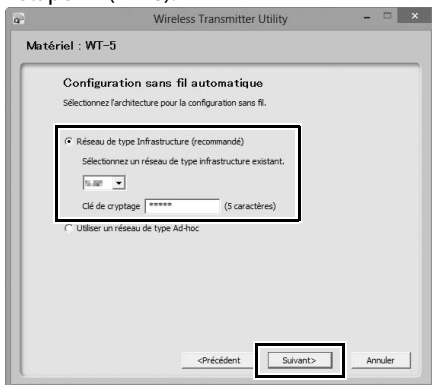 Wireless Transmitter Utility
Matériel : WT-5
Configuration sans fil automatique
Sélectionnez l'architecture pour la configuration sans fil.
Réseau de type Infrastructure (recommandé)
Sélectionnez un réseau de type infrastructure existant.
Clé de cryptage ***** (5 caractères)
Utiliser un réseau de type Ad-hoc
<Précédent Suivant> Annuler